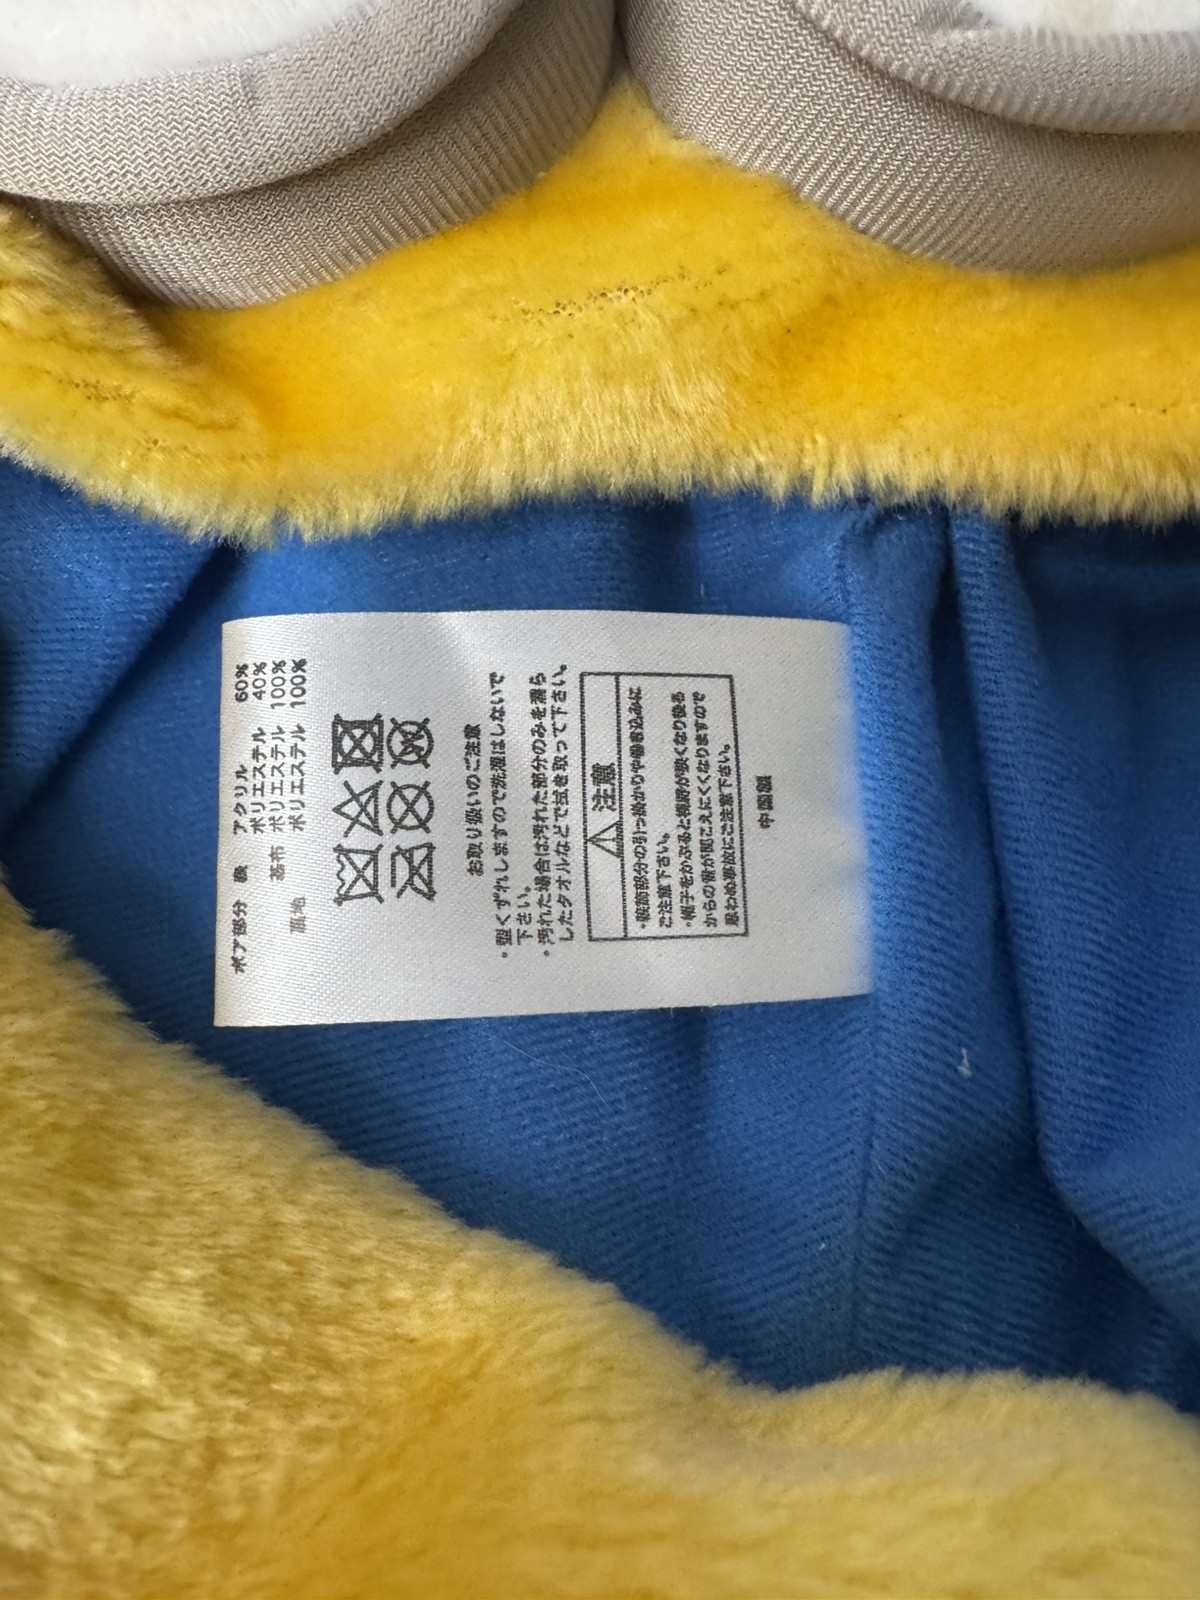 ボア部分 毛 アクリル 60%
ポリエステル 40%
基布 ポリエステル 100%
裏地 ポリエステル 100%
お取り扱いのご注意
・型くずれしますので洗濯はしないで
下さい。
・汚れた場合は汚れた部分のみを濡ら
したタオルなどで拭き取って下さい。
注意
・装飾部分の引っ掛かりや巻き込みに
ご注意下さい。
・帽子をかぶると視界が狭くなり後ろ
からの音が聞こえにくくなりますので
思わぬ事故にご注意下さい。
中国製